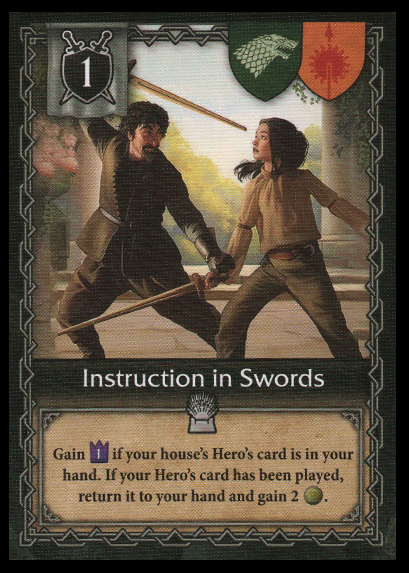 1
Instruction in Swords
Gain 1 if your house's Hero's card is in your
hand. If your Hero's card has been played,
return it to your hand and gain 2 .